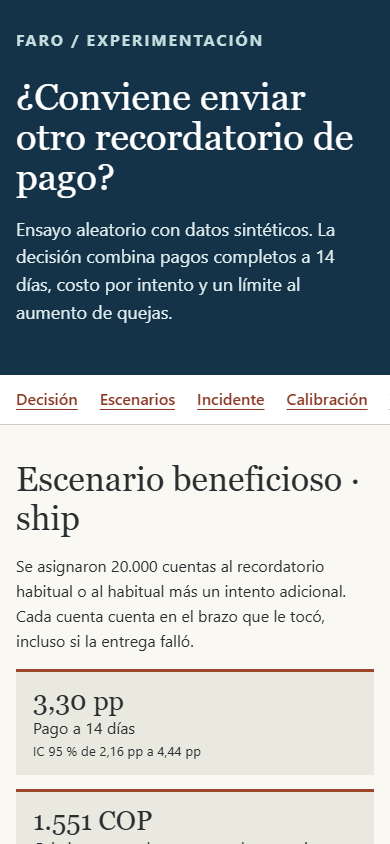 FARO / EXPERIMENTACIÓN
¿Conviene enviar
otro recordatorio de
pago?
Ensayo aleatorio con datos sintéticos. La
decisión combina pagos completos a 14
días, costo por intento y un límite al
aumento de quejas.
Decisión Escenarios Incidente Calibración
Escenario beneficioso ·
ship
Se asignaron 20.000 cuentas al recordatorio
habitual o al habitual más un intento adicional.
Cada cuenta cuenta en el brazo que le tocó,
incluso si la entrega falló.
3,30 pp
Pago a 14 días
IC 95 % de 2,16 pp a 4,44 pp
1.551 COP